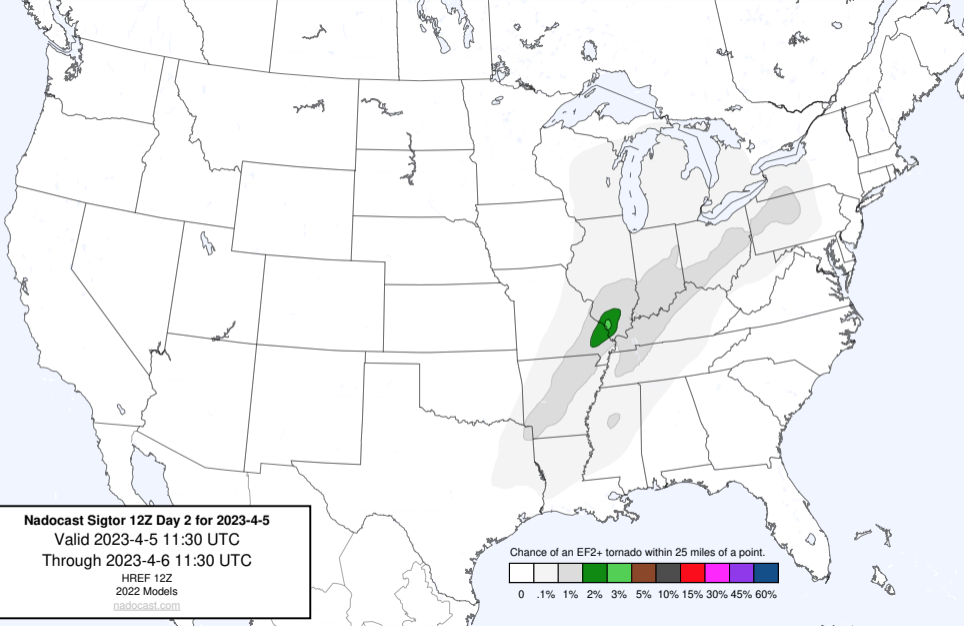 Nadocast Sigtor 12Z Day 2 for 2023-4-5
Valid 2023-4-5 11:30 UTC
Through 2023-4-6 11:30 UTC
HREF 12Z
2022 Models
nadocast.com
Chance of an EF2+ tornado within 25 miles of a point.
0 .1% 1% 2% 3% 5% 10% 15% 30% 45% 60%